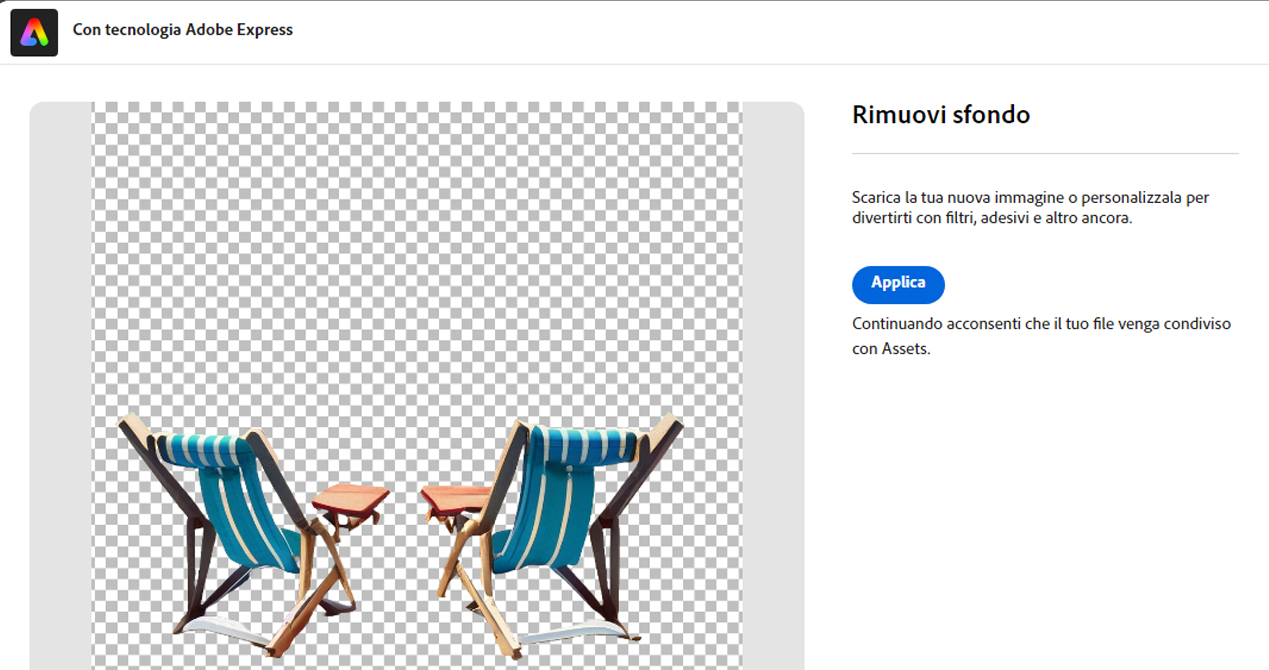 Con tecnologia Adobe Express
Rimuovi sfondo
Scarica la tua nuova immagine o personalizzala per
divertirti con filtri, adesivi e altro ancora.
Applica
Continuando acconsenti che il tuo file venga condiviso
con Assets.